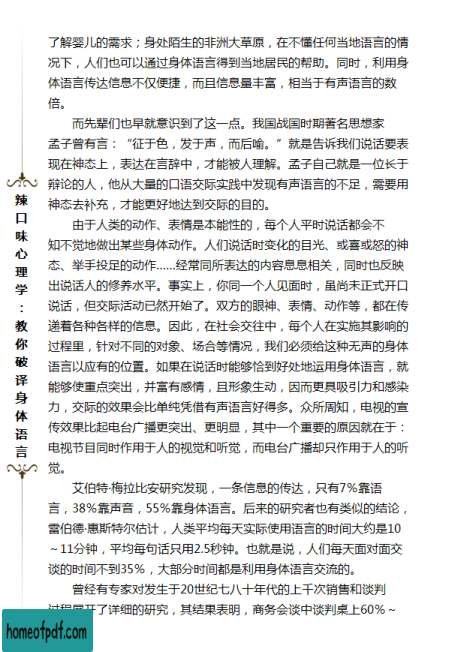 了解婴儿的需求；身处陌生的非洲大草原，在不懂任何当地语言的情
况下，人们也可以通过身体语言得到当地居民的帮助。同时，利用身
体语言传达信息不仅便捷，而且信息量丰富，相当于有声语言的数
倍。
而先辈们也早就意识到了这一点。我国战国时期著名思想家
孟子曾有言：“征于色，发于声，而后喻。”就是告诉我们说话要表
现在神态上，表达在言辞中，才能被人理解。孟子自己就是一位长于
辩论的人，他从大量的口语交际实践中发现有声语言的不足，需要用
神态去补充，才能更好地达到交际的目的。
由于人类的动作、表情是本能性的，每个人平时说话都会不
知不觉地做出某些身体动作。人们说话时变化的目光、或喜或怒的神
态、举手投足的动作……经常同所表达的内容息息相关，同时也反映
出说话人的修养水平。事实上，你同一个人见面时，虽尚未正式开口
说话，但交际活动已然开始了。双方的眼神、表情、动作等，都在传
递着各种各样的信息。因此，在社会交往中，每个人在实施其影响的
过程里，针对不同的对象、场合等情况，我们必须给这种无声的身体
语言以应有的位置。如果在说话时能够恰到好处地运用身体语言，就
能够使重点突出，并富有感情，且形象生动，因而更具吸引力和感染
力，交际的效果会比单纯凭借有声语言好得多。众所周知，电视的宣
传效果比起电台广播更突出、更明显，其中一个重要的原因就在于：
电视节目同时作用于人的视觉和听觉，而电台广播却只作用于人的听
觉。
艾伯特·梅拉比安研究发现，一条信息的传达，只有7%靠语
言，38%靠声音，55%靠身体语言。后来的研究者也有类似的结论，
雷伯德·惠斯特尔估计，人类平均每天实际使用语言的时间大约是10
～11分钟，平均每句话只用2.5秒钟。也就是说，人们每天面对面交
谈的时间不到35%，大部分时间都是利用身体语言交流的。
曾经有专家对发生于20世纪七八十年代的上千次销售和谈判
过程展开了详细的研究，其结果表明，商务会谈中谈判桌上60%～
辣口味心理学：教你破译身体语言
homeofpdf.com